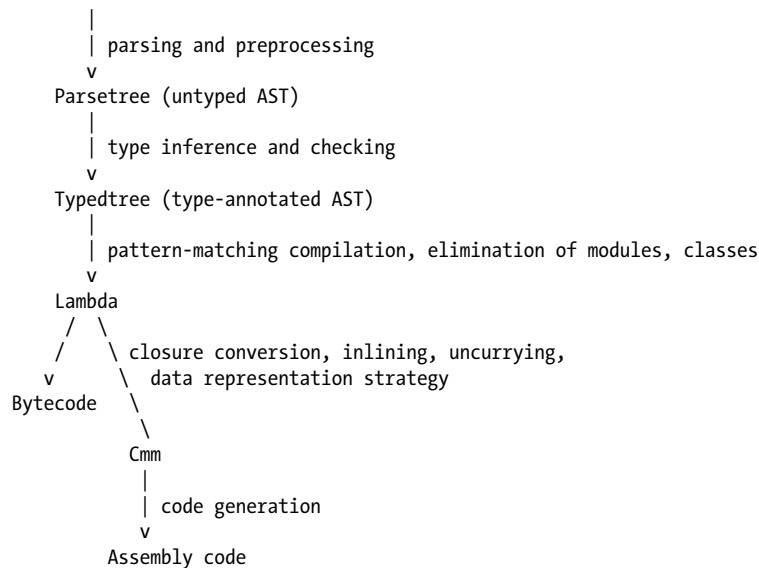 |
| parsing and preprocessing
v
Parsetree (untyped AST)
|
| type inference and checking
v
Typedtree (type-annotated AST)
|
| pattern-matching compilation, elimination of modules, classes
v
Lambda
/ \
/ \ closure conversion, inlining, uncurrying,
v \ data representation strategy
Bytecode \
\
Cmm
|
| code generation
v
Assembly code